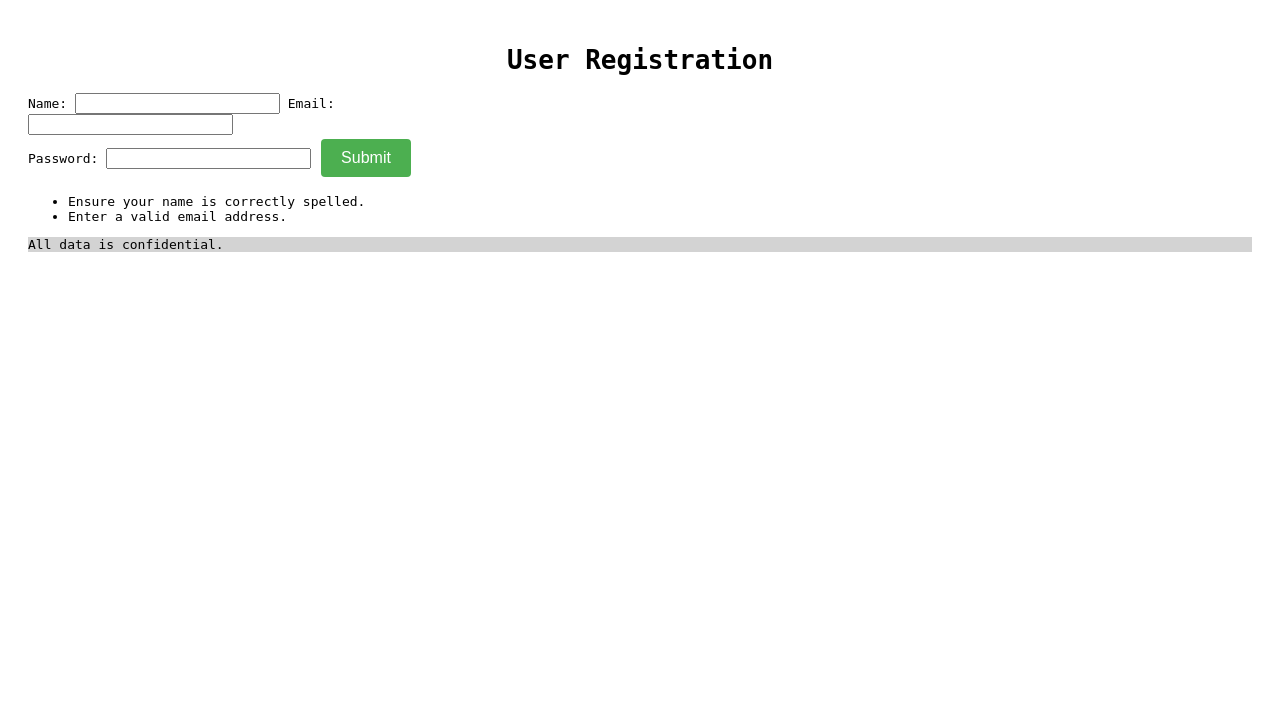 User Registration
Name: Email:
Password: Submit
• Ensure your name is correctly spelled.
• Enter a valid email address.
All data is confidential.